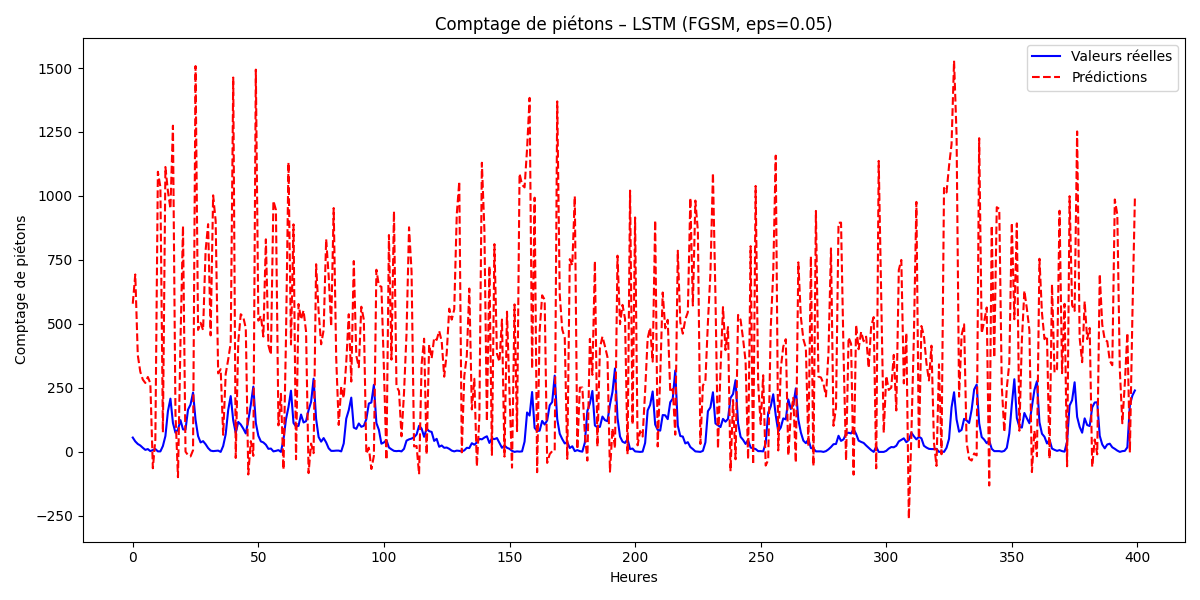 Comptage de piétons – LSTM (FGSM, eps=0.05)
Valeurs réelles
Prédictions
Comptage de piétons
1500
1250
1000
750
500
250
0
−250
0 50 100 150 200 250 300 350 400
Heures